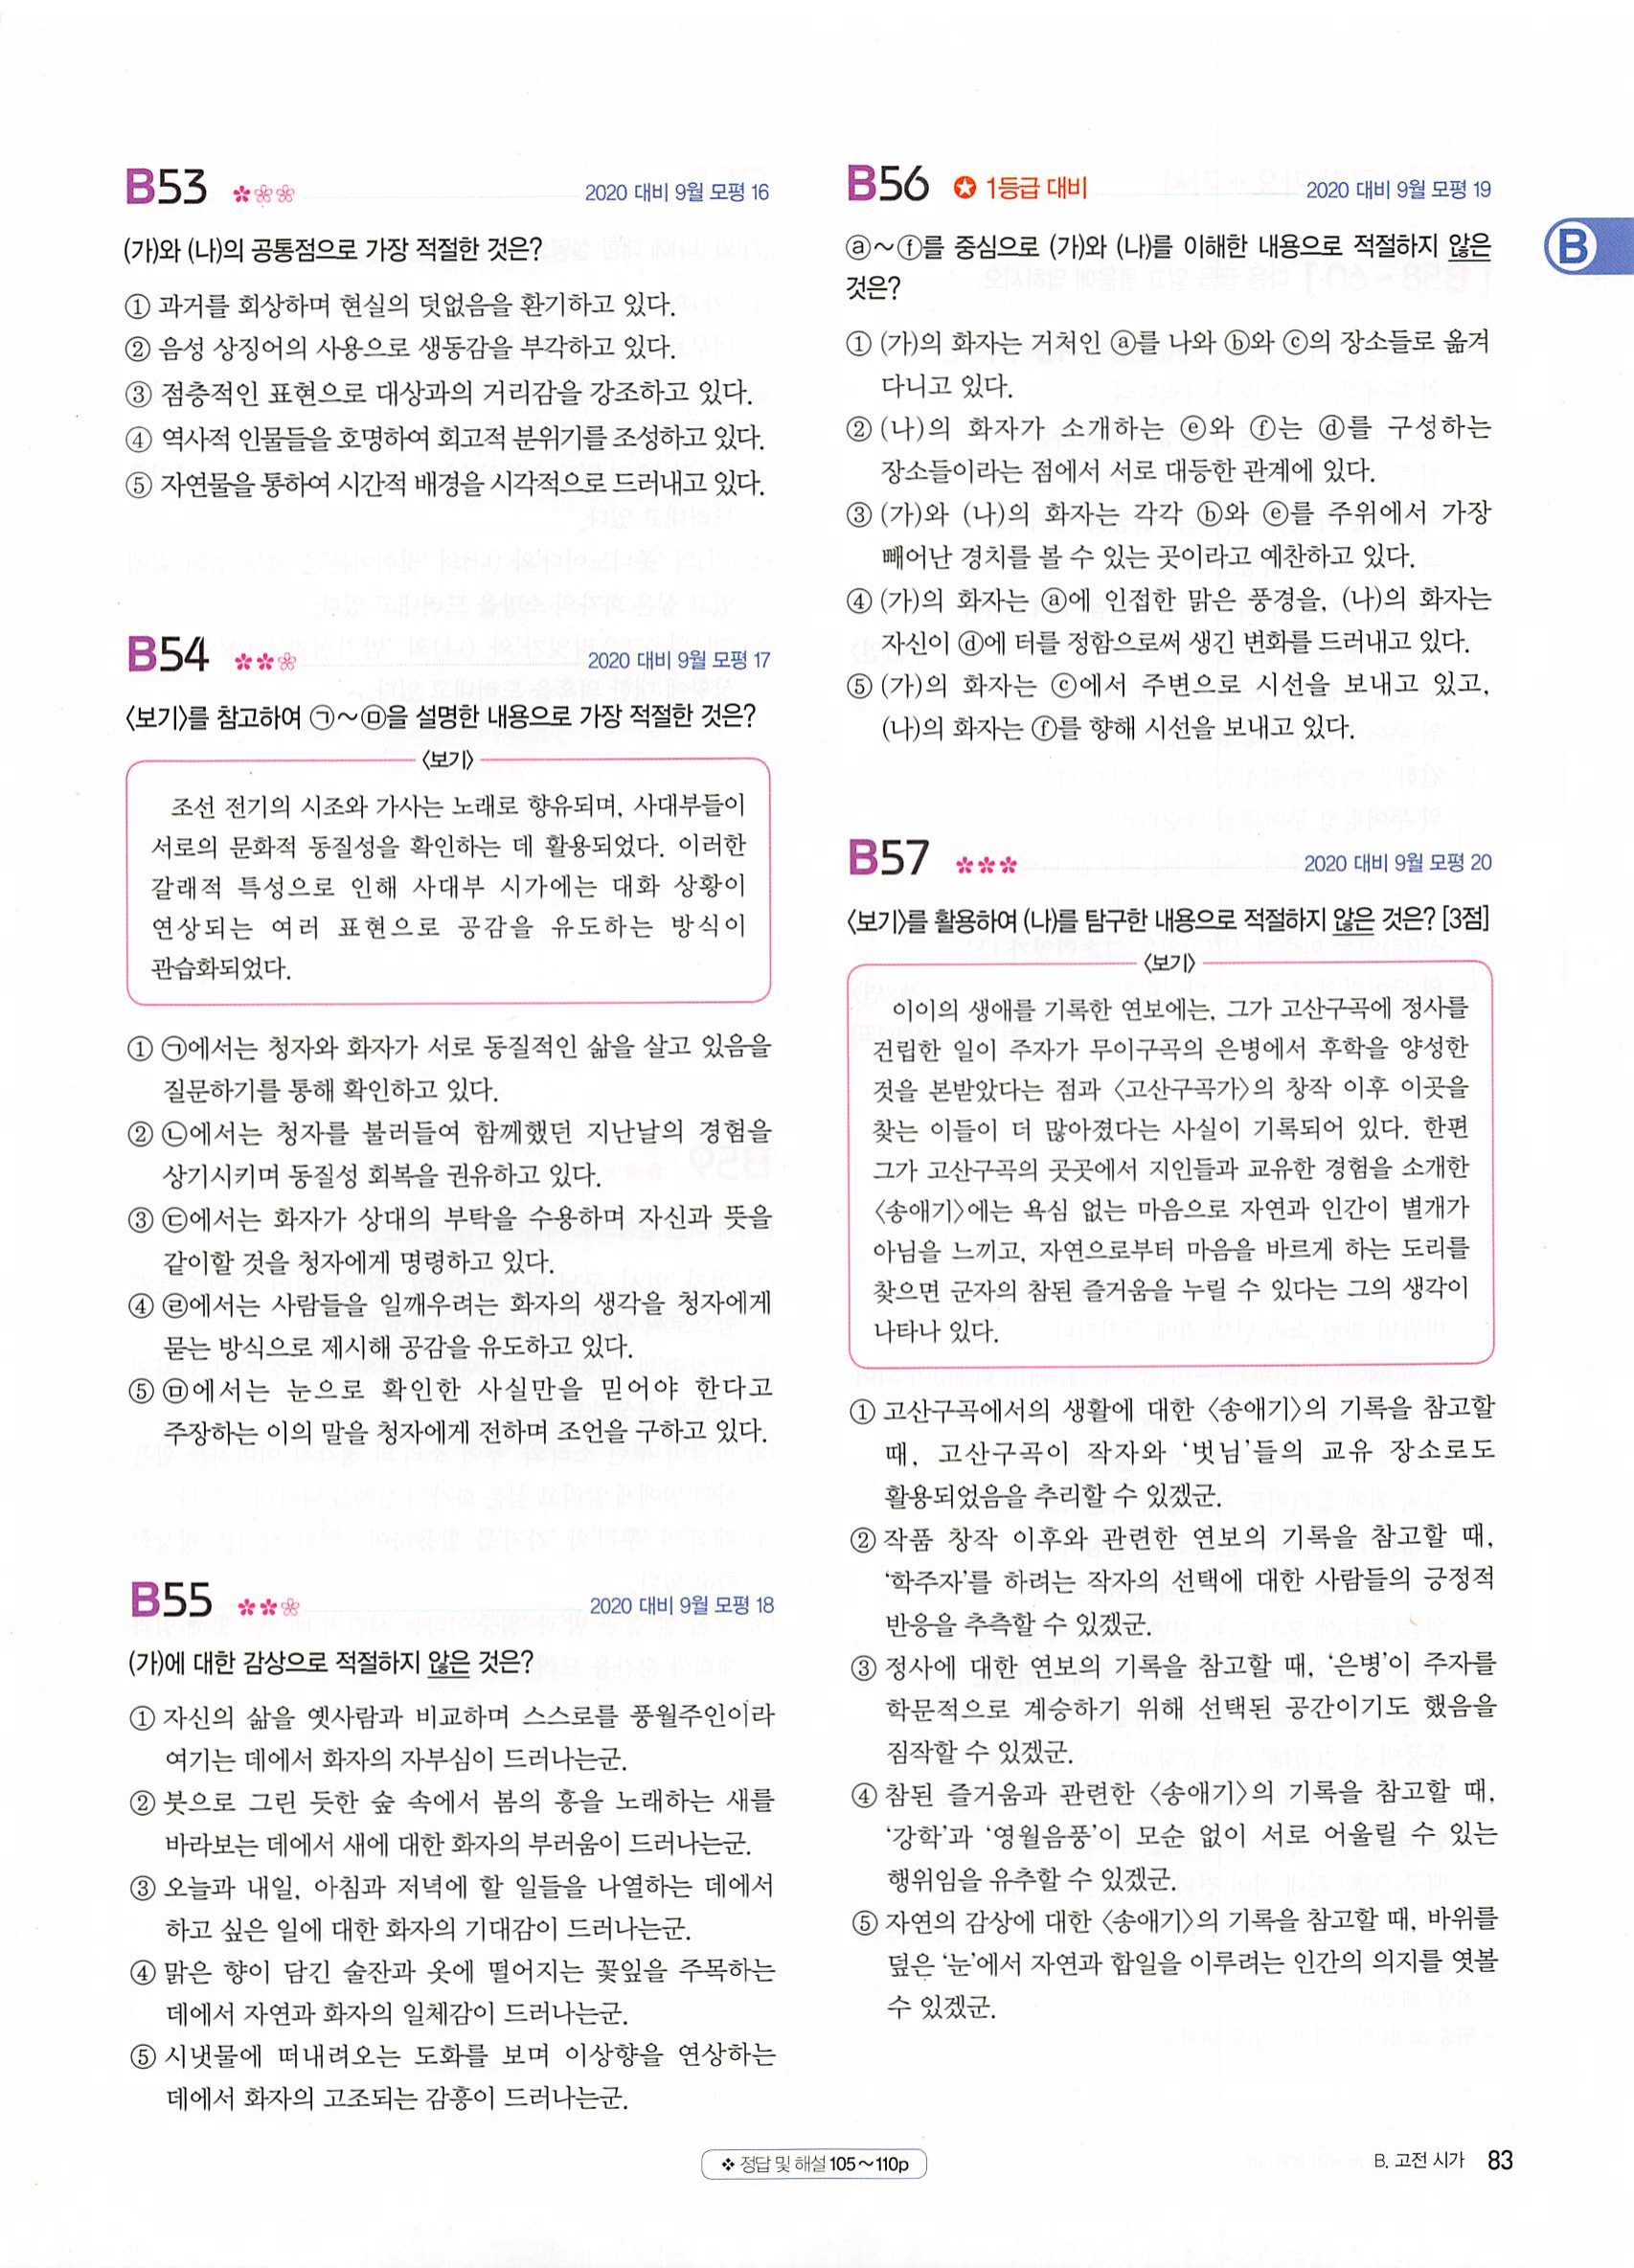 B53
2020 대비 9월 모평 16
(가)와 (나)의 공통점으로 가장 적절한 것은?
① 과거를 회상하며 현실의 덧없음을 환기하고 있다.
② 음성 상징어의 사용으로 생동감을 부각하고 있다.
③ 점층적인 표현으로 대상과의 거리감을 강조하고 있다.
④ 역사적 인물들을 호명하여 회고적 분위기를 조성하고 있다.
⑤ 자연물을 통하여 시간적 배경을 시각적으로 드러내고 있다.
B54
2020 대비 9월 모평 17
〈보기〉를 참고하여 ㉠~㉤을 설명한 내용으로 가장 적절한 것은?
〈보기〉
조선 전기의 시조와 가사는 노래로 향유되며, 사대부들이
서로의 문화적 동질성을 확인하는 데 활용되었다. 이러한
갈래적 특성으로 인해 사대부 시가에는 대화 상황이
연상되는 여러 표현으로 공감을 유도하는 방식이
관습화되었다.
① ㉠에서는 청자와 화자가 서로 동질적인 삶을 살고 있음을
질문하기를 통해 확인하고 있다.
② ㉡에서는 청자를 불러들여 함께했던 지난날의 경험을
상기시키며 동질성 회복을 권유하고 있다.
③ ㉢에서는 화자가 상대의 부탁을 수용하며 자신과 뜻을
같이할 것을 청자에게 명령하고 있다.
④ ㉣에서는 사람들을 일깨우려는 화자의 생각을 청자에게
묻는 방식으로 제시해 공감을 유도하고 있다.
⑤ ㉤에서는 눈으로 확인한 사실만을 믿어야 한다고
주장하는 이의 말을 청자에게 전하며 조언을 구하고 있다.
B55
2020 대비 9월 모평 18
(가)에 대한 감상으로 적절하지 않은 것은?
① 자신의 삶을 옛사람과 비교하며 스스로를 풍월주인이라
여기는 데에서 화자의 자부심이 드러나는군.
② 붓으로 그린 듯한 숲 속에서 봄의 흥을 노래하는 새를
바라보는 데에서 새에 대한 화자의 부러움이 드러나는군.
③ 오늘과 내일, 아침과 저녁에 할 일들을 나열하는 데에서
하고 싶은 일에 대한 화자의 기대감이 드러나는군.
④ 맑은 향이 담긴 술잔과 옷에 떨어지는 꽃잎을 주목하는
데에서 자연과 화자의 일체감이 드러나는군.
⑤ 시냇물에 떠내려오는 도화를 보며 이상향을 연상하는
데에서 화자의 고조되는 감흥이 드러나는군.
B56
1등급 대비
2020 대비 9월 모평 19
ⓐ~ⓕ를 중심으로 (가)와 (나)를 이해한 내용으로 적절하지 않은
것은?
① (가)의 화자는 거처인 ⓐ를 나와 ⓑ와 ⓒ의 장소들로 옮겨
다니고 있다.
② (나)의 화자가 소개하는 ⓔ와 ⓕ는 ⓓ를 구성하는
장소들이라는 점에서 서로 대등한 관계에 있다.
③ (가)와 (나)의 화자는 각각 ⓑ와 ⓔ를 주위에서 가장
빼어난 경치를 볼 수 있는 곳이라고 예찬하고 있다.
④ (가)의 화자는 ⓐ에 인접한 맑은 풍경을, (나)의 화자는
자신이 ⓓ에 터를 정함으로써 생긴 변화를 드러내고 있다.
⑤ (가)의 화자는 ⓒ에서 주변으로 시선을 보내고 있고,
(나)의 화자는 ⓕ를 향해 시선을 보내고 있다.
B57
2020 대비 9월 모평 20
〈보기〉를 활용하여 (나)를 탐구한 내용으로 적절하지 않은 것은? [3점]
〈보기〉
이이의 생애를 기록한 연보에는, 그가 고산구곡에 정사를
건립한 일이 주자가 무이구곡의 은병에서 후학을 양성한
것을 본받았다는 점과 〈고산구곡가〉의 창작 이후 이곳을
찾는 이들이 더 많아졌다는 사실이 기록되어 있다. 한편
그가 고산구곡의 곳곳에서 지인들과 교유한 경험을 소개한
〈송애기〉에는 욕심 없는 마음으로 자연과 인간이 별개가
아님을 느끼고, 자연으로부터 마음을 바르게 하는 도리를
찾으면 군자의 참된 즐거움을 누릴 수 있다는 그의 생각이
나타나 있다.
① 고산구곡에서의 생활에 대한 〈송애기〉의 기록을 참고할
때, 고산구곡이 작자와 ‘벗님’들의 교유 장소로도
활용되었음을 추리할 수 있겠군.
② 작품 창작 이후와 관련한 연보의 기록을 참고할 때,
‘학주자’를 하려는 작자의 선택에 대한 사람들의 긍정적
반응을 추측할 수 있겠군.
③ 정사에 대한 연보의 기록을 참고할 때, ‘은병’이 주자를
학문적으로 계승하기 위해 선택된 공간이기도 했음을
짐작할 수 있겠군.
④ 참된 즐거움과 관련한 〈송애기〉의 기록을 참고할 때,
‘강학’과 ‘영월음풍’이 모순 없이 서로 어울릴 수 있는
행위임을 유추할 수 있겠군.
⑤ 자연의 감상에 대한 〈송애기〉의 기록을 참고할 때, 바위를
덮은 ‘눈’에서 자연과 합일을 이루려는 인간의 의지를 엿볼
수 있겠군.
B
❖ 정답 및 해설 105~110p
B. 고전 시가 83